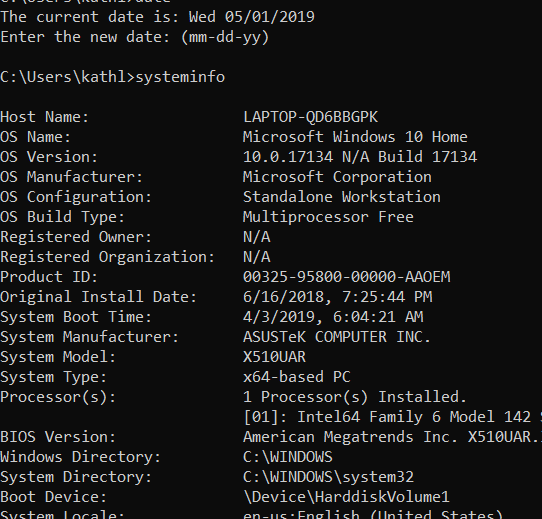 The current date is: Wed 05/01/2019
Enter the new date: (mm-dd-yy)
C:\Users\kathl>systeminfo
Host Name: LAPTOP-QD6BBGPK
OS Name: Microsoft Windows 10 Home
OS Version: 10.0.17134 N/A Build 17134
OS Manufacturer: Microsoft Corporation
OS Configuration: Standalone Workstation
OS Build Type: Multiprocessor Free
Registered Owner: N/A
Registered Organization: N/A
Product ID: 00325-95800-00000-AAOEM
Original Install Date: 6/16/2018, 7:25:44 PM
System Boot Time: 4/3/2019, 6:04:21 AM
System Manufacturer: ASUSTeK COMPUTER INC.
System Model: X510UAR
System Type: x64-based PC
Processor(s): 1 Processor(s) Installed.
[01]: Intel64 Family 6 Model 142
BIOS Version: American Megatrends Inc. X510UAR.
Windows Directory: C:\WINDOWS
System Directory: C:\WINDOWS\system32
Boot Device: \Device\HarddiskVolume1
System Locale: en-us;English (United States)